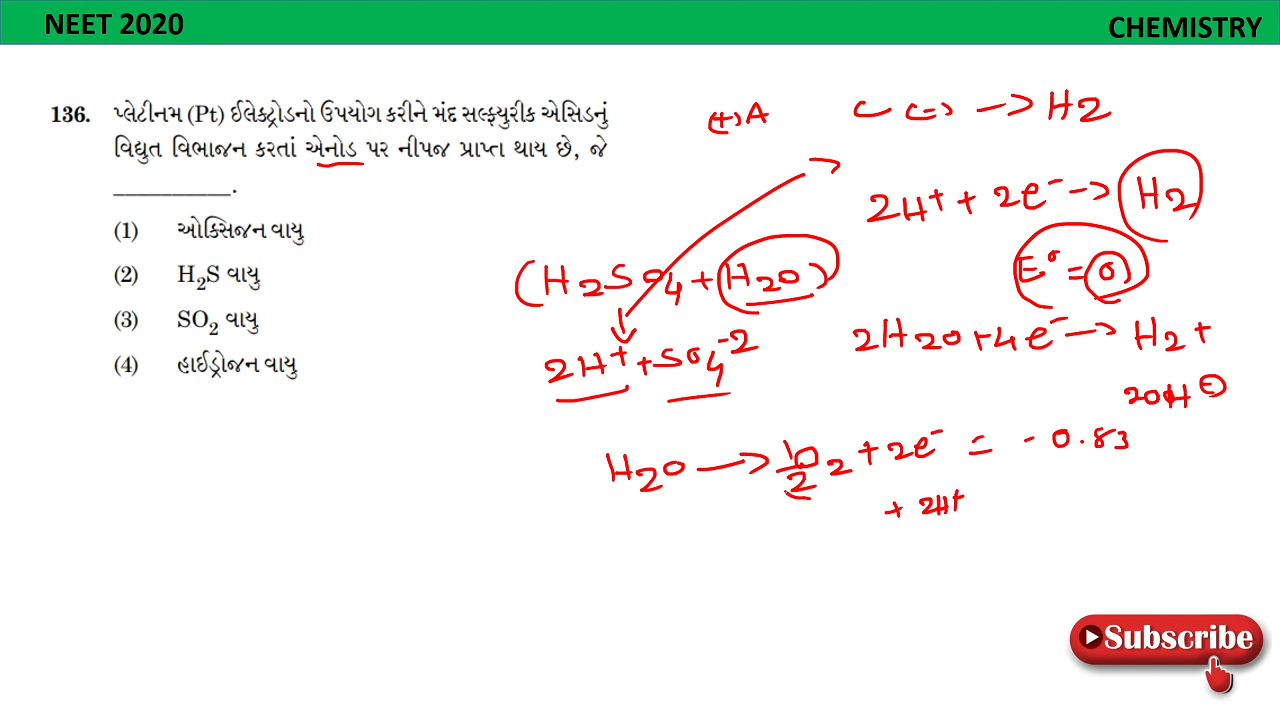 NEET 2020
CHEMISTRY
136. પ્લેટીનમ (Pt) ઈલેક્ટ્રોડનો ઉપયોગ કરીને મંદ સલ્ફ્યુરીક એસિડનું
વિદ્યુત વિભાજન કરતાં એનોડ પર નીપજ પ્રાપ્ત થાય છે, જે
____________.
(1) ઓક્સિજન વાયુ
(2) H₂S વાયુ
(3) SO₂ વાયુ
(4) હાઈડ્રોજન વાયુ
(+)A
C (-) → H2
2H⁺ + 2e⁻ → H2
(H2SO4 + H2O)
E° = 0
2H⁺ + SO4⁻²
2H2O + 4e⁻ → H2 +
2OH⊖
H2O → 1/2 O2 + 2e⁻ = - 0.83
+ 2H⁺
Subscribe